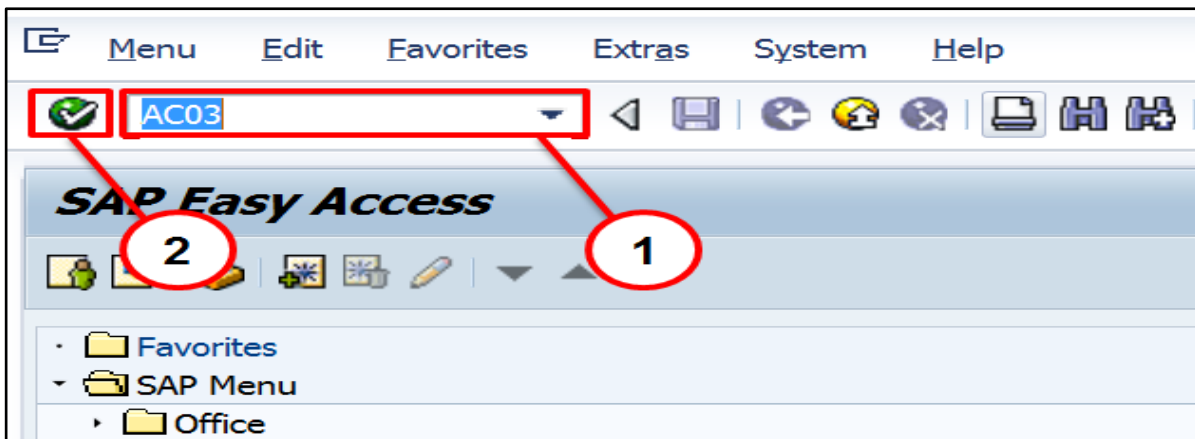 Menu Edit Favorites Extras System Help
AC03
SAP Easy Access
2 1
Favorites
SAP Menu
Office